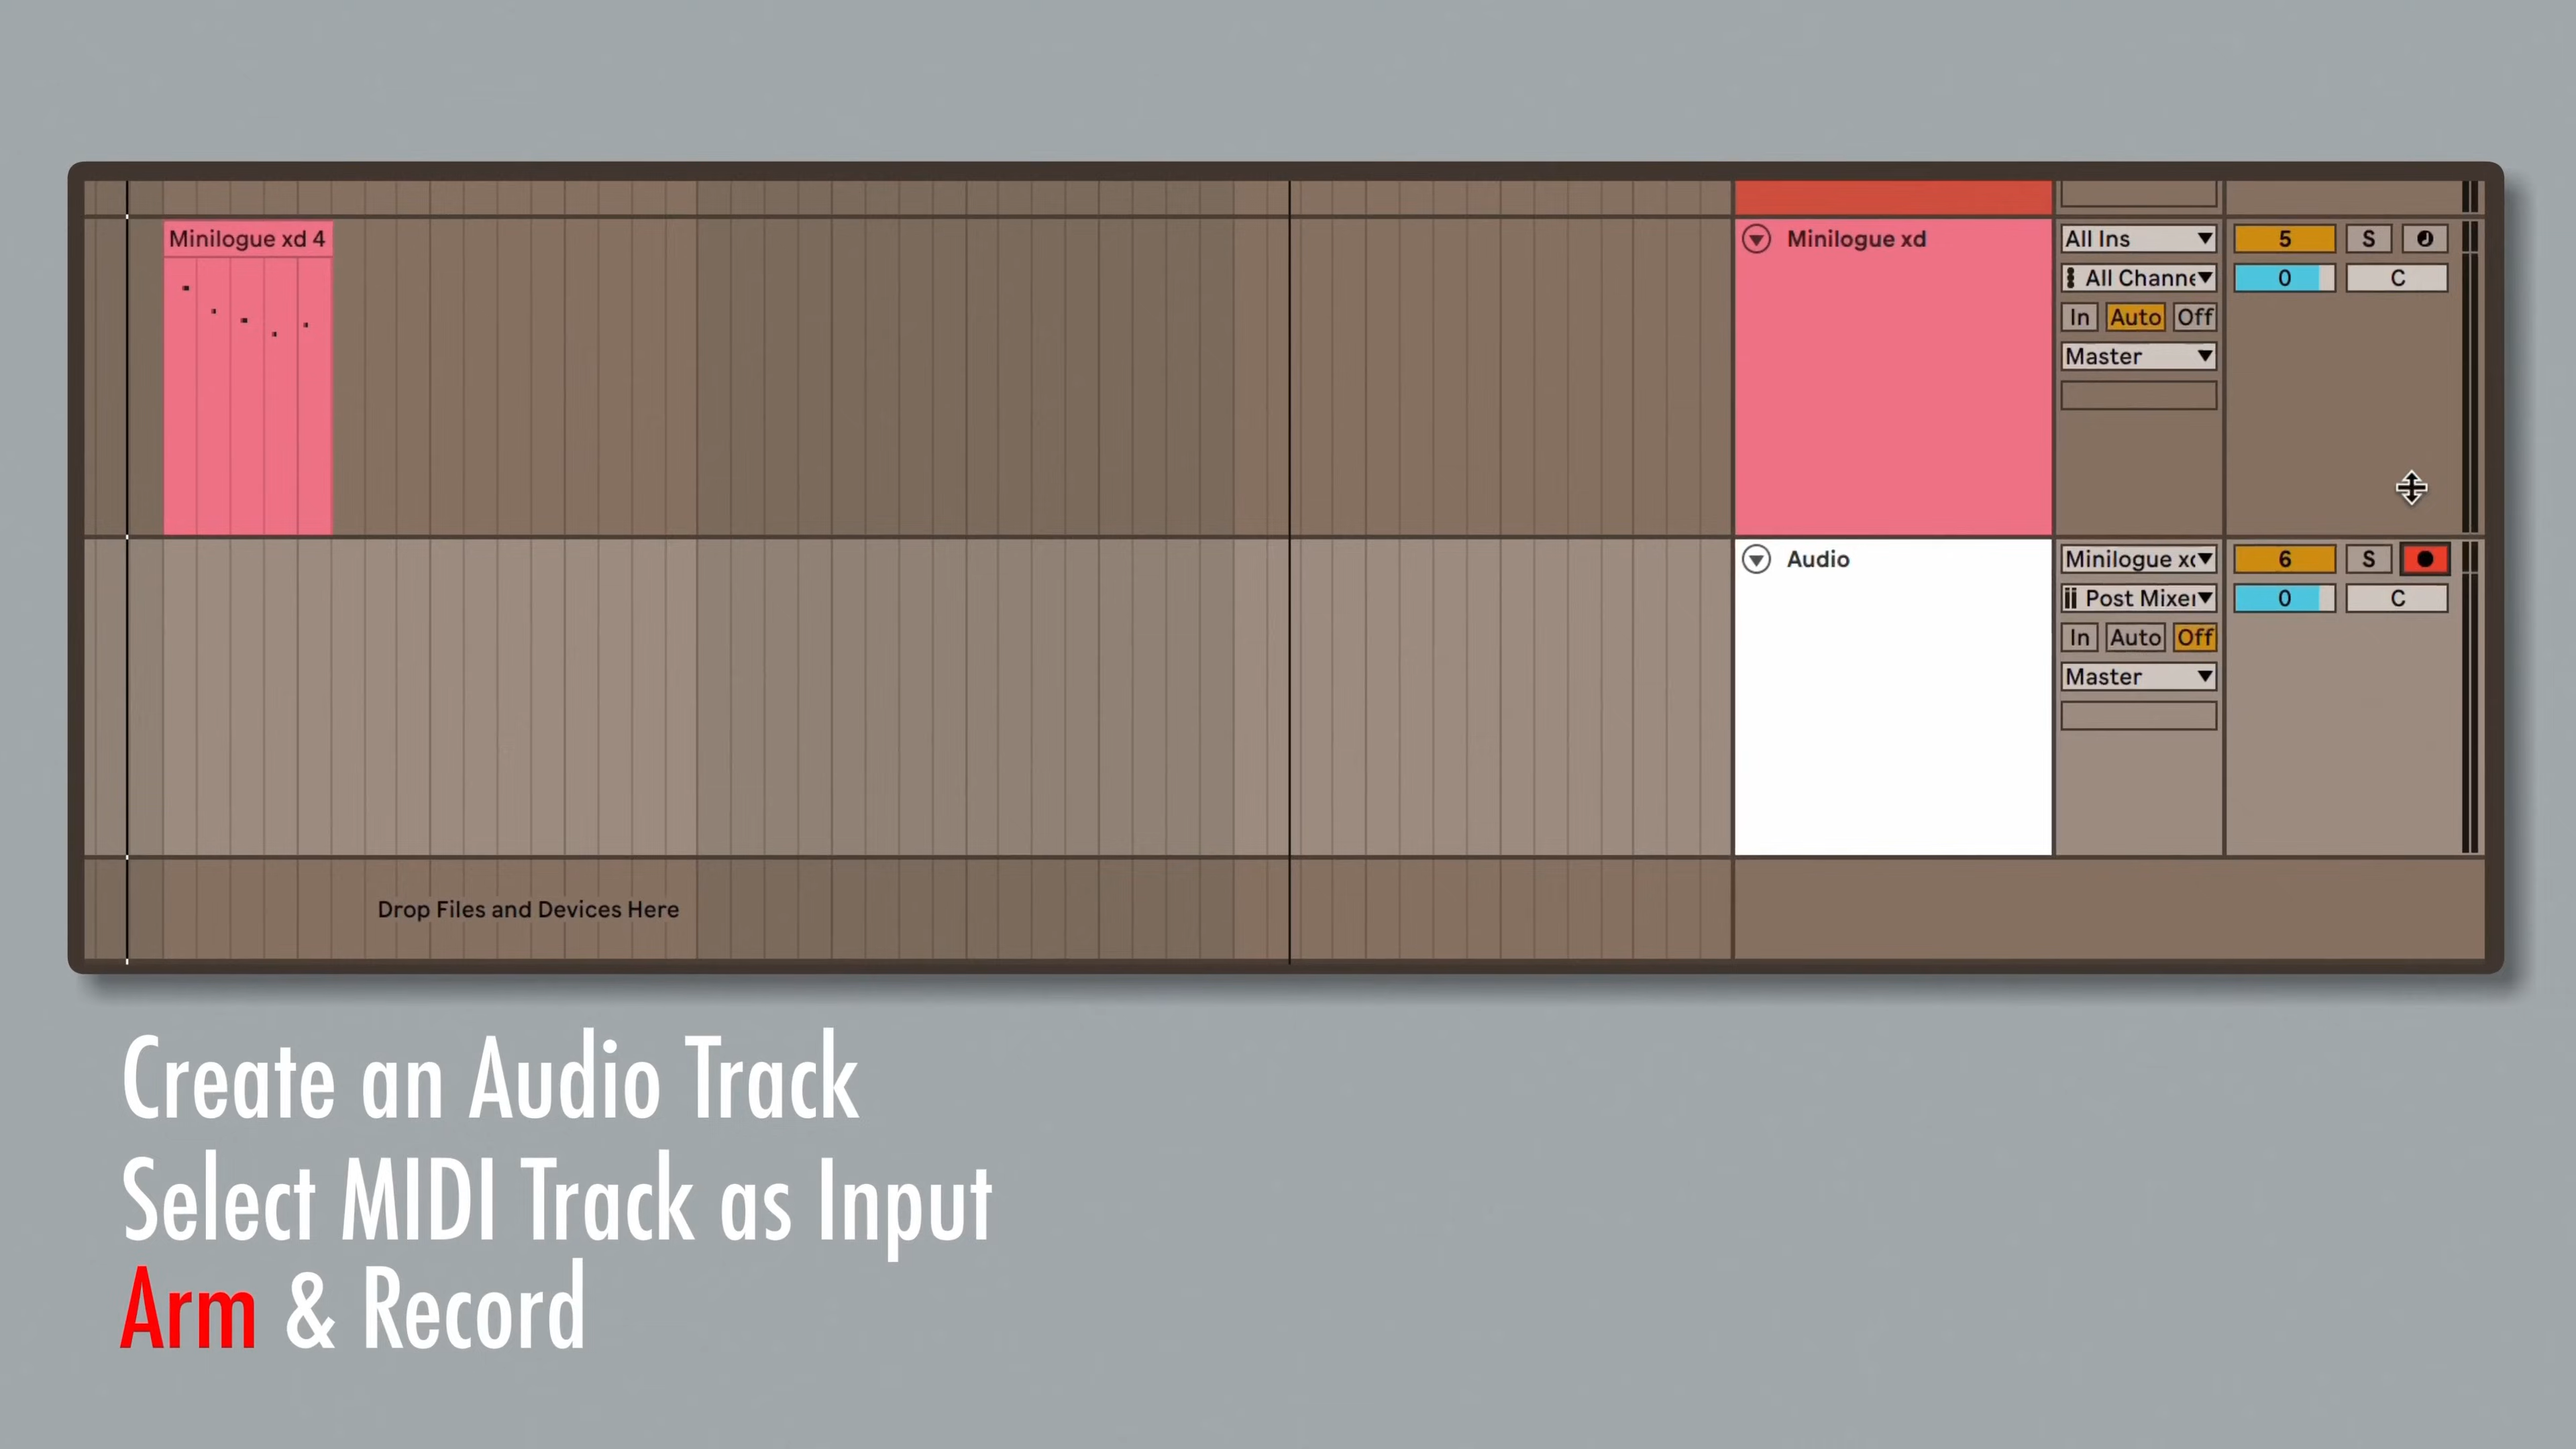 Minilogue xd 4
Minilogue xd
All Ins
5
S
All Channe
0
C
In Auto Off
Master
Audio
Minilogue xd
6
S
Post Mixer
0
C
In Auto Off
Master
Drop Files and Devices Here
Create an Audio Track
Select MIDI Track as Input
Arm & Record